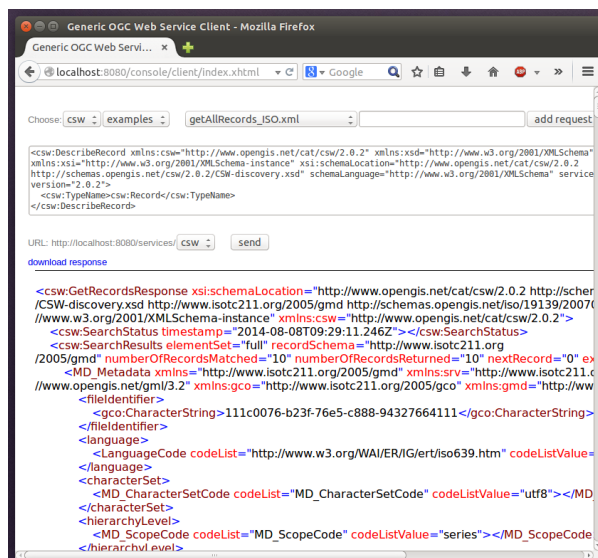 Generic OGC Web Service Client - Mozilla Firefox
Generic OGC Web Servi... ×
localhost:8080/console/client/index.xhtml Google
Choose: csw examples getAllRecords_ISO.xml add request
<csw:DescribeRecord xmlns:csw="http://www.opengis.net/cat/csw/2.0.2" xmlns:xsd="http://www.w3.org/2001/XMLSchema"
xmlns:xsi="http://www.w3.org/2001/XMLSchema-instance" xsi:schemaLocation="http://www.opengis.net/cat/csw/2.0.2
http://schemas.opengis.net/csw/2.0.2/CSW-discovery.xsd" schemaLanguage="http://www.w3.org/2001/XMLSchema" service
version="2.0.2">
<csw:TypeName>csw:Record</csw:TypeName>
</csw:DescribeRecord>
URL: http://localhost:8080/services/ csw send
download response
<csw:GetRecordsResponse xsi:schemaLocation="http://www.opengis.net/cat/csw/2.0.2 http://scher
/CSW-discovery.xsd http://www.isotc211.org/2005/gmd http://schemas.opengis.net/iso/19139/2007
//www.w3.org/2001/XMLSchema-instance" xmlns:csw="http://www.opengis.net/cat/csw/2.0.2">
<csw:SearchStatus timestamp="2014-08-08T09:29:11.246Z"></csw:SearchStatus>
<csw:SearchResults elementSet="full" recordSchema="http://www.isotc211.org
/2005/gmd" numberOfRecordsMatched="10" numberOfRecordsReturned="10" nextRecord="0" ex
<MD_Metadata xmlns="http://www.isotc211.org/2005/gmd" xmlns:srv="http://www.isotc211.o
//www.opengis.net/gml/3.2" xmlns:gco="http://www.isotc211.org/2005/gco" xmlns:gmd="http://ww
<fileIdentifier>
<gco:CharacterString>111c0076-b23f-76e5-c888-94327664111</gco:CharacterString>
</fileIdentifier>
<language>
<LanguageCode codeList="http://www.w3.org/WAI/ER/IG/ert/iso639.htm" codeListValue=
</language>
<characterSet>
<MD_CharacterSetCode codeList="MD_CharacterSetCode" codeListValue="utf8"></MD_
</characterSet>
<hierarchyLevel>
<MD_ScopeCode codeList="MD_ScopeCode" codeListValue="series"></MD_ScopeCode
</hierarchyLevel>